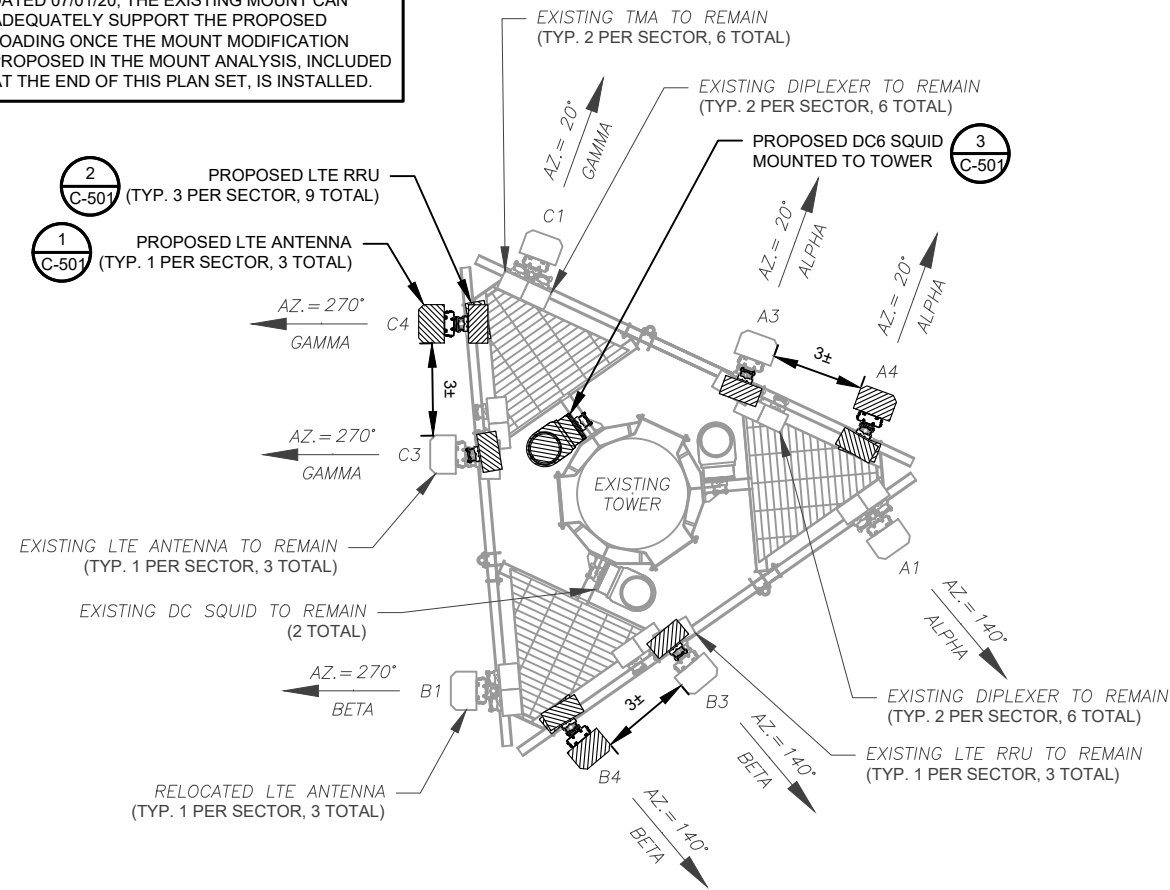 DATED 07/01/20, THE EXISTING MOUNT CAN
ADEQUATELY SUPPORT THE PROPOSED
LOADING ONCE THE MOUNT MODIFICATION
PROPOSED IN THE MOUNT ANALYSIS, INCLUDED
AT THE END OF THIS PLAN SET, IS INSTALLED.
EXISTING TMA TO REMAIN
(TYP. 2 PER SECTOR, 6 TOTAL)
EXISTING DIPLEXER TO REMAIN
(TYP. 2 PER SECTOR, 6 TOTAL)
PROPOSED DC6 SQUID
MOUNTED TO TOWER
3
C-501
2
C-501
PROPOSED LTE RRU
(TYP. 3 PER SECTOR, 9 TOTAL)
1
C-501
PROPOSED LTE ANTENNA
(TYP. 1 PER SECTOR, 3 TOTAL)
AZ.= 20°
GAMMA
C1
AZ.= 20°
ALPHA
AZ.= 20°
ALPHA
A3
3±
A4
AZ.= 270°
GAMMA
C4
3±
AZ.= 270°
GAMMA
C3
EXISTING
TOWER
EXISTING LTE ANTENNA TO REMAIN
(TYP. 1 PER SECTOR, 3 TOTAL)
EXISTING DC SQUID TO REMAIN
(2 TOTAL)
A1
AZ.= 140°
ALPHA
AZ.= 270°
BETA
B1
B3
3±
B4
AZ.= 140°
BETA
AZ.= 140°
BETA
EXISTING DIPLEXER TO REMAIN
(TYP. 2 PER SECTOR, 6 TOTAL)
EXISTING LTE RRU TO REMAIN
(TYP. 1 PER SECTOR, 3 TOTAL)
RELOCATED LTE ANTENNA
(TYP. 1 PER SECTOR, 3 TOTAL)